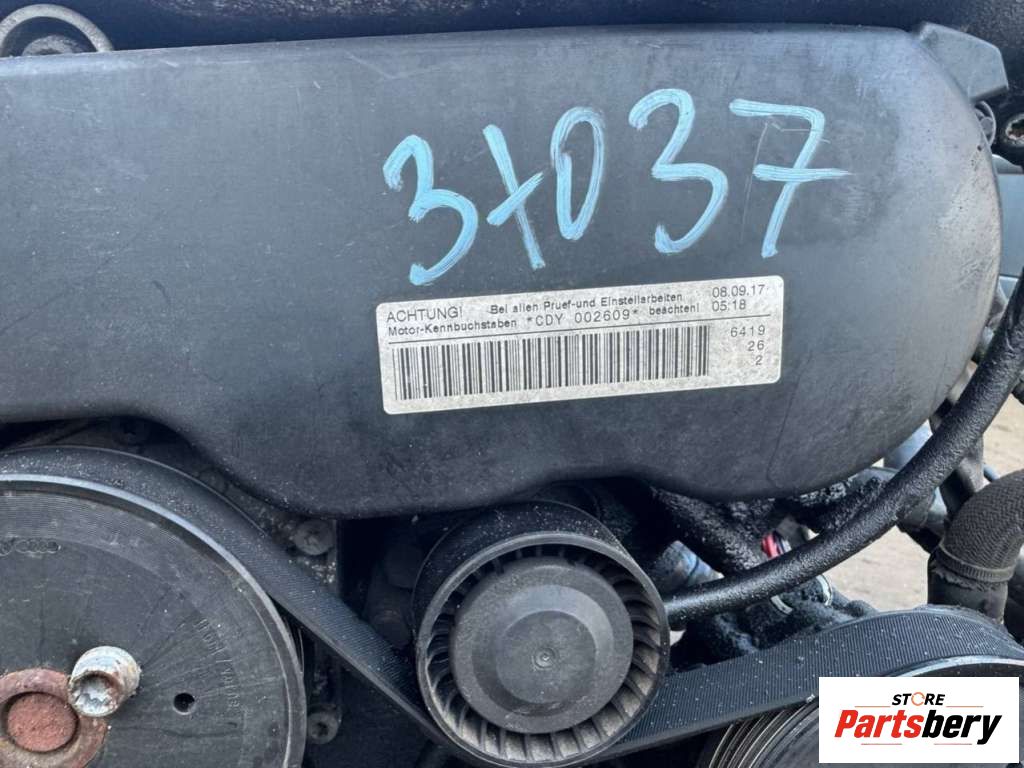 37037
ACHTUNG! Bei allen Pruef-und Einstellarbeiten 08.09.17
Motor-Kennbuchstaben *CDY 002609* beachten! 05:18
6419
26
2
STORE
Partsbery